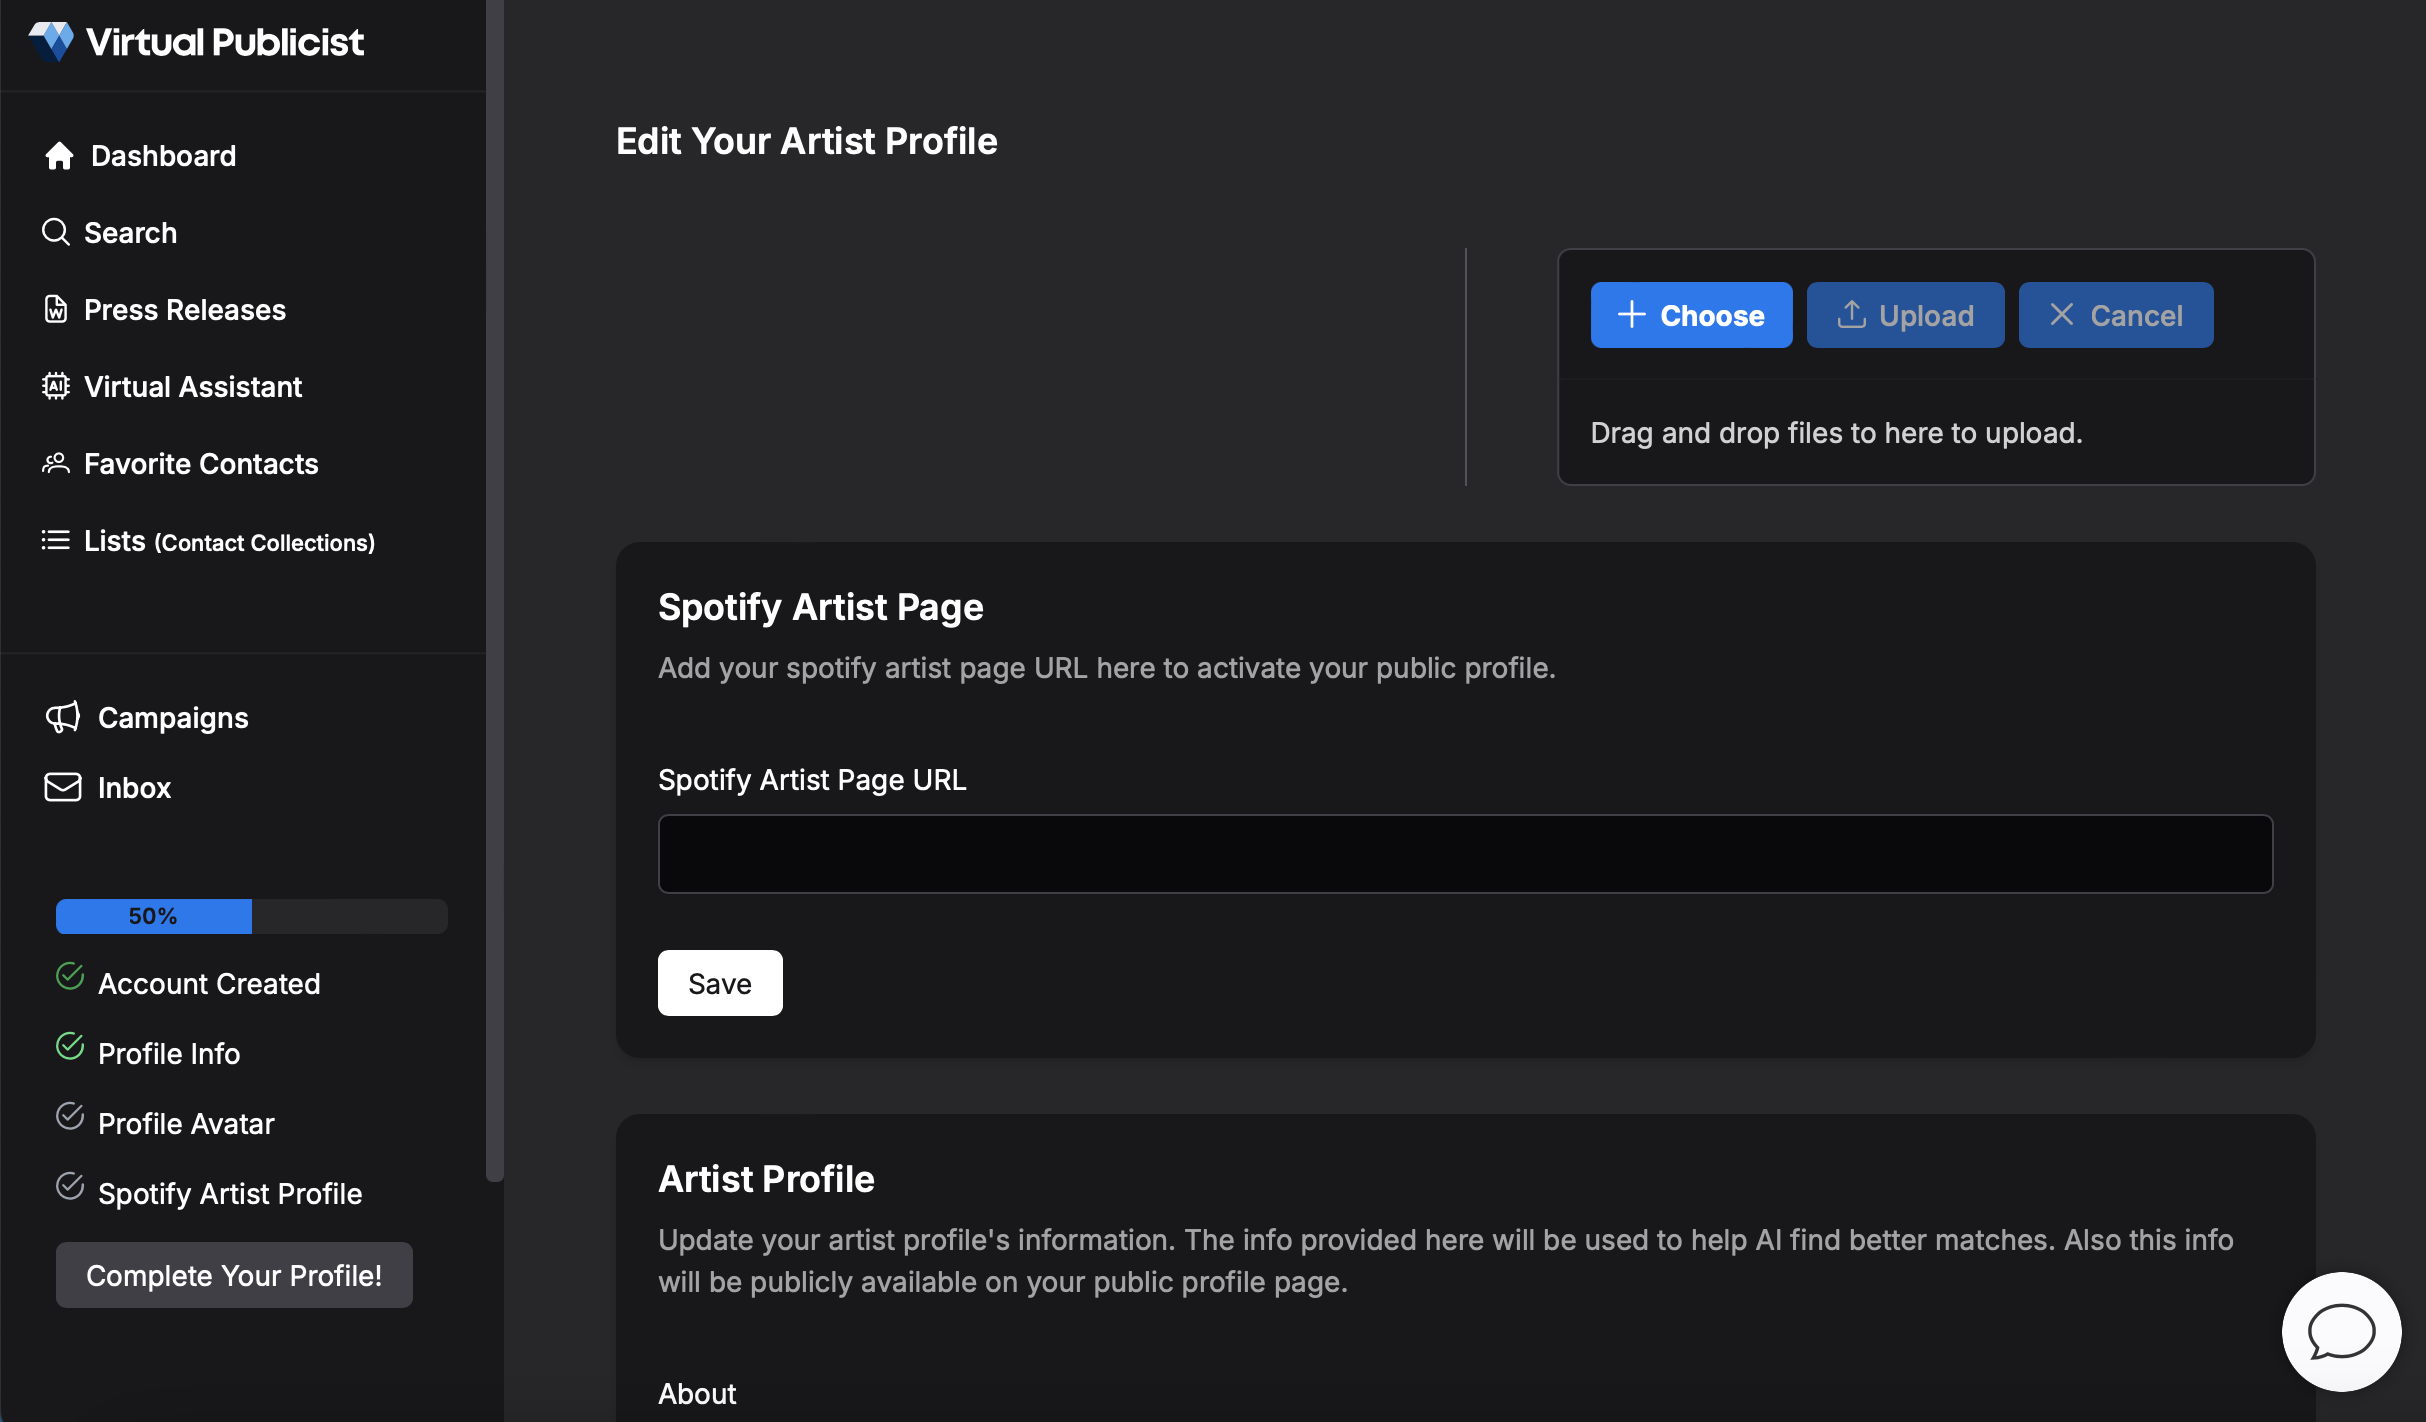 Virtual Publicist
Dashboard
Search
Press Releases
AI
Virtual Assistant
Favorite Contacts
Lists (Contact Collections)
Campaigns
Inbox
50%
Account Created
Profile Info
Profile Avatar
Spotify Artist Profile
Complete Your Profile!
Edit Your Artist Profile
Choose
Upload
Cancel
Drag and drop files to here to upload.
Spotify Artist Page
Add your spotify artist page URL here to activate your public profile.
Spotify Artist Page URL
Save
Artist Profile
Update your artist profile's information. The info provided here will be used to help AI find better matches. Also this info
will be publicly available on your public profile page.
About